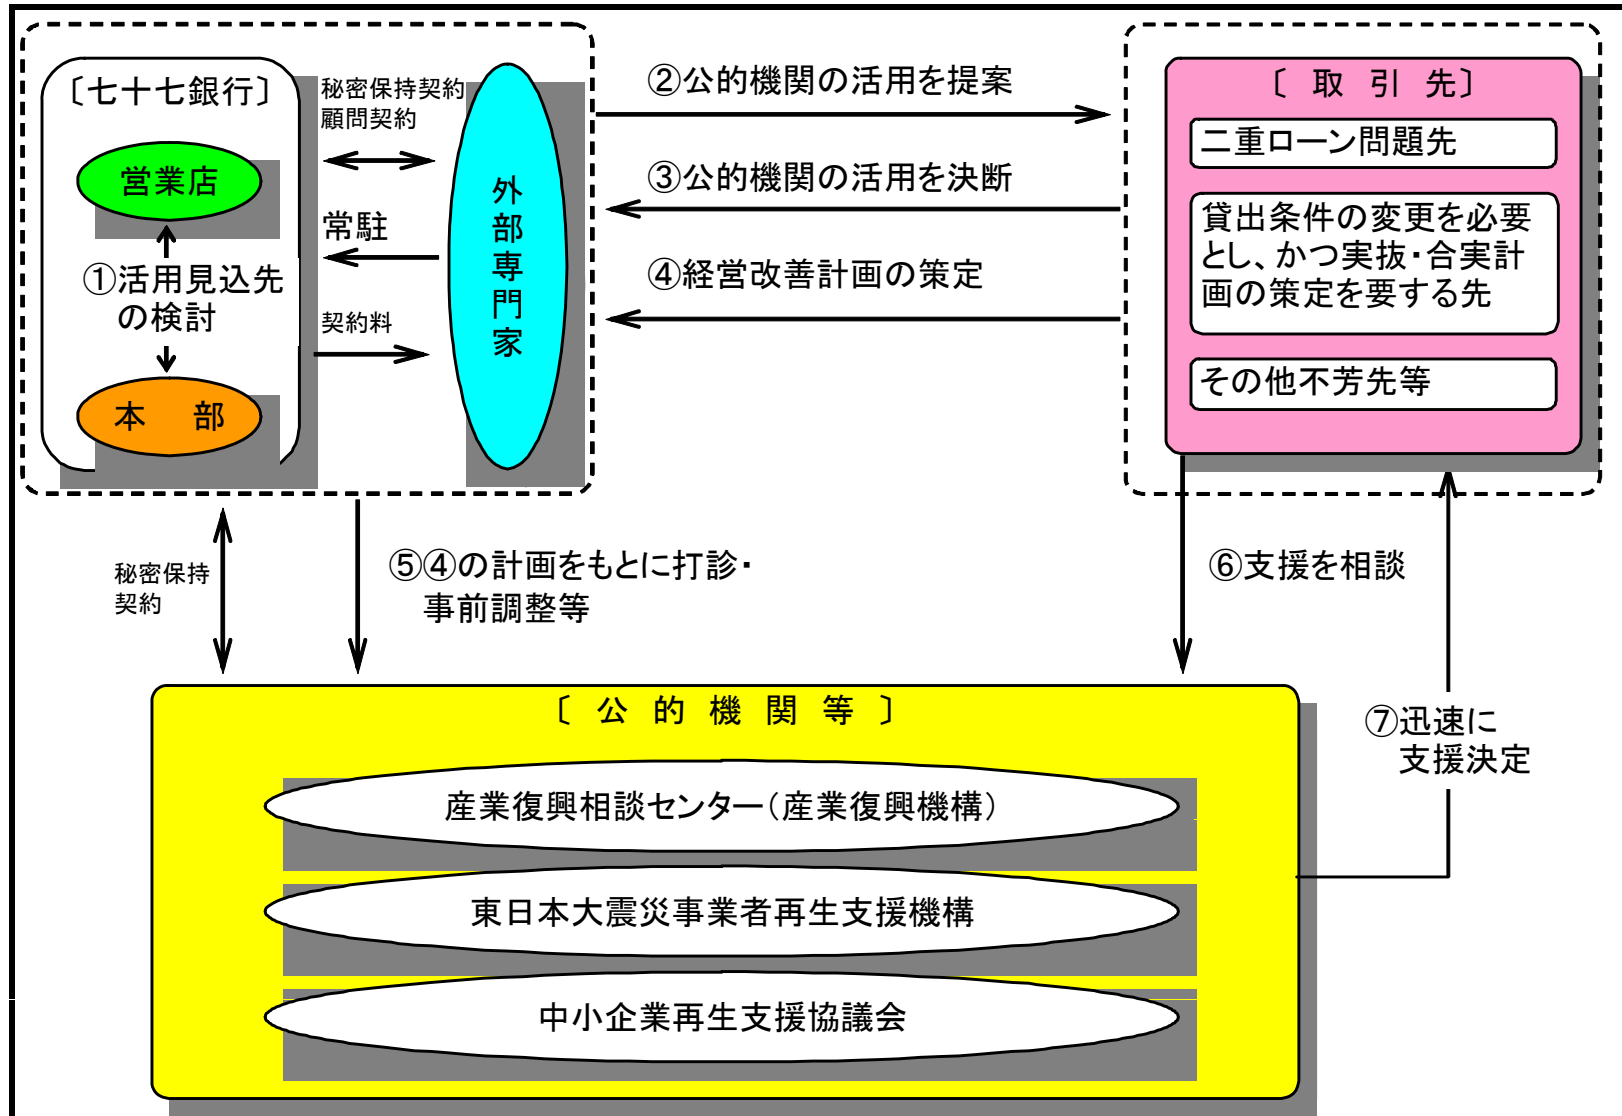 〔七十七銀行〕
営業店
①活用見込先
の検討
本　部
秘密保持契約
顧問契約
常駐
契約料
外部専門家
②公的機関の活用を提案
③公的機関の活用を決断
④経営改善計画の策定
〔 取 引 先〕
二重ローン問題先
貸出条件の変更を必要
とし、かつ実抜・合実計
画の策定を要する先
その他不芳先等
秘密保持
契約
⑤④の計画をもとに打診・
事前調整等
⑥支援を相談
⑦迅速に
支援決定
〔 公 的 機 関 等 〕
産業復興相談センター（産業復興機構）
東日本大震災事業者再生支援機構
中小企業再生支援協議会